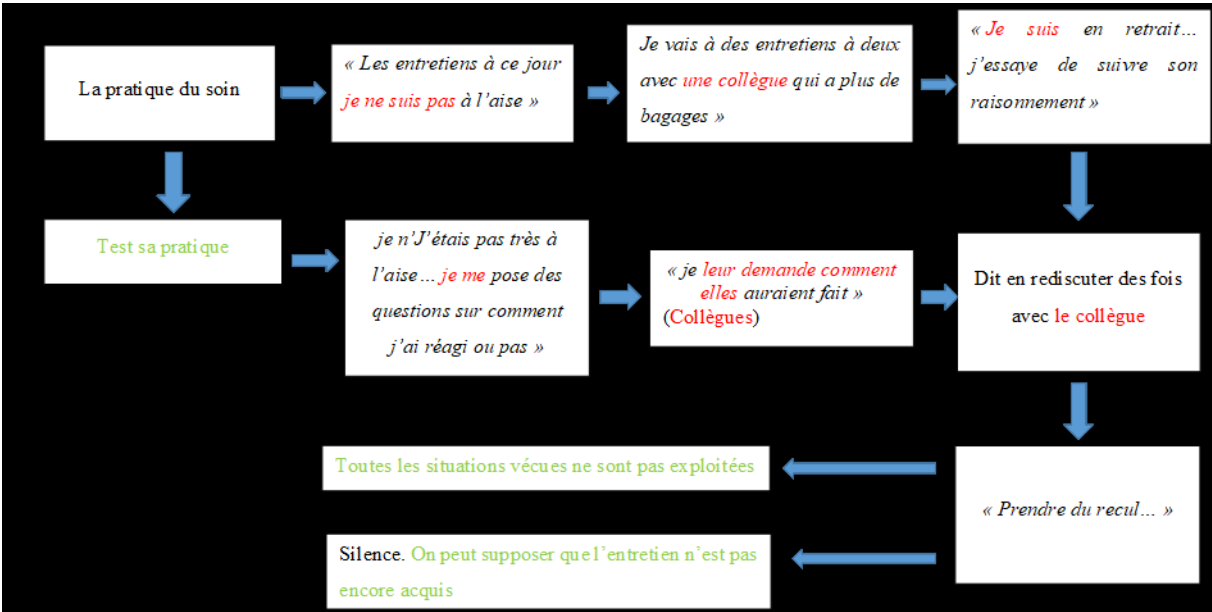 La pratique du soin
« Les entretiens à ce jour
je ne suis pas à l'aise »
Je vais à des entretiens à deux
avec une collègue qui a plus de
bagages »
« Je suis en retrait…
j'essaye de suivre son
raisonnement »
Test sa pratique
je n'J'étais pas très à
l'aise… je me pose des
questions sur comment
j'ai réagi ou pas »
« je leur demande comment
elles auraient fait »
(Collègues)
Dit en rediscuter des fois
avec le collègue
Toutes les situations vécues ne sont pas exploitées
« Prendre du recul… »
Silence. On peut supposer que l'entretien n'est pas
encore acquis